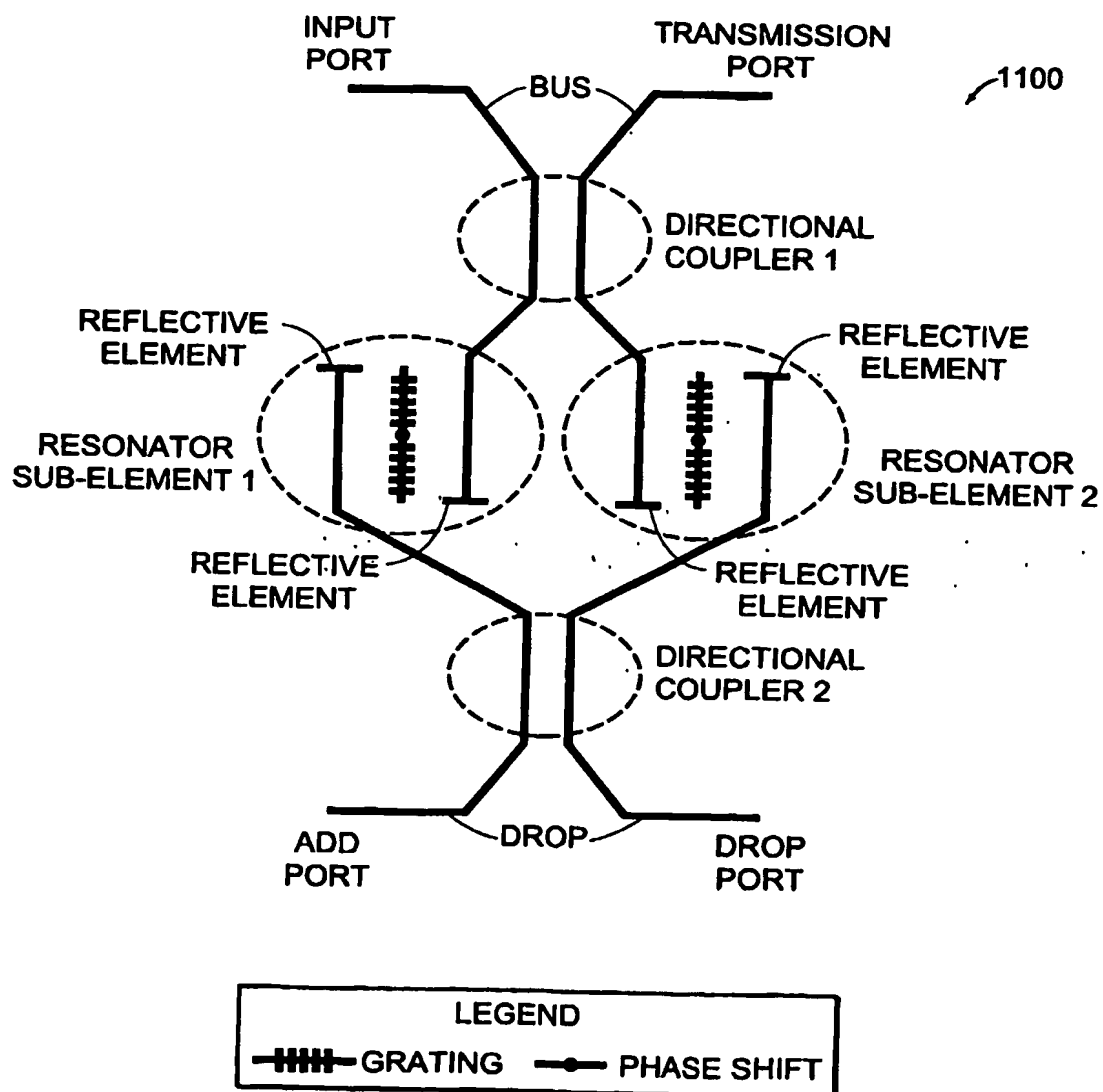 INPUT
PORT
TRANSMISSION
PORT
BUS
1100
DIRECTIONAL
COUPLER 1
REFLECTIVE
ELEMENT
REFLECTIVE
ELEMENT
RESONATOR
SUB-ELEMENT 1
RESONATOR
SUB-ELEMENT 2
REFLECTIVE
ELEMENT
REFLECTIVE
ELEMENT
DIRECTIONAL
COUPLER 2
ADD
PORT
DROP
DROP
PORT
LEGEND
GRATING
PHASE SHIFT